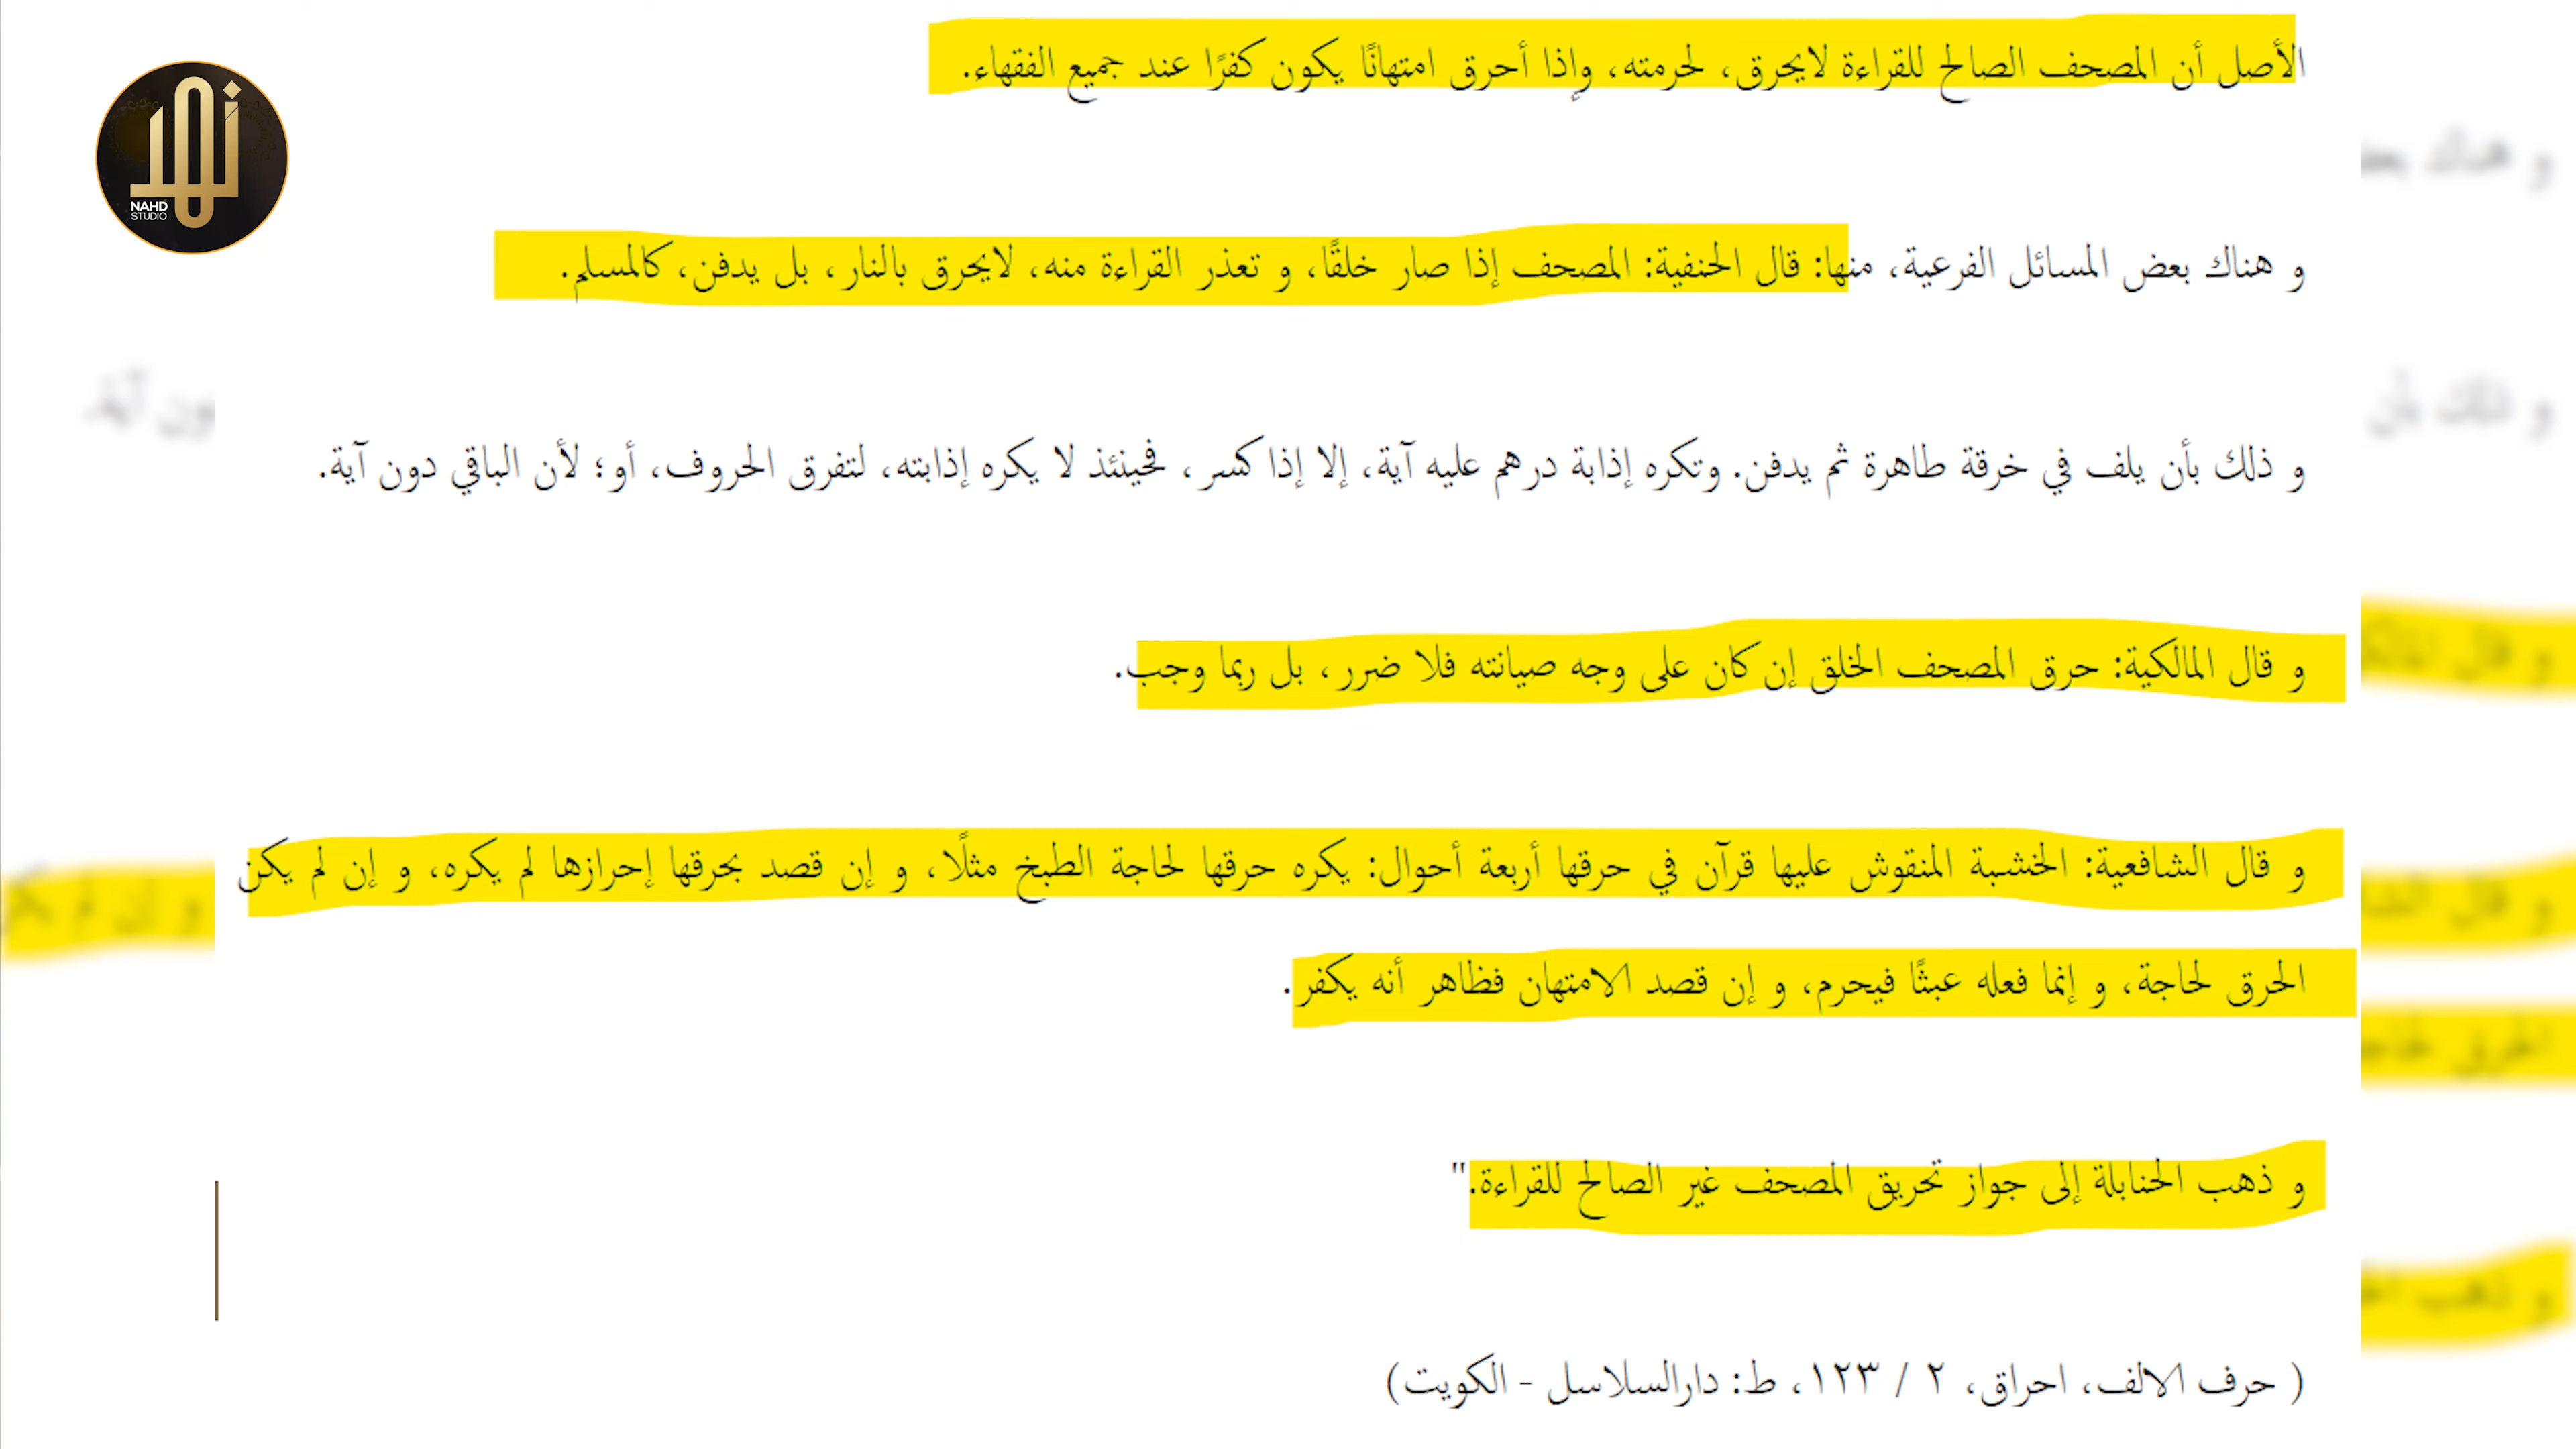 الأصل أن المصحف الصالح للقراءة لايحرق، لحرمته، وإذا أحرق امتهانًا يكون كفرًا عند جميع الفقهاء.
NAHD
STUDIO
و هناك بعض المسائل الفرعية، منها: قال الحنفية: المصحف إذا صار خلقًا، و تعذر القراءة منه، لايحرق بالنار، بل يدفن، كالمسلم.
و ذلك بأن يلف في خرقة طاهرة ثم يدفن. وتكره إذابة درهم عليه آية، إلا إذا كسر، فحينئذ لا يكره إذابته، لتفرق الحروف، أو؛ لأن الباقي دون آية.
و قال المالكية: حرق المصحف الخلق إن كان على وجه صيانته فلا ضرر، بل ربما وجب.
و قال الشافعية: الخشبة المنقوش عليها قرآن في حرقها أربعة أحوال: يكره حرقها لحاجة الطبخ مثلًا، و إن قصد بحرقها إحرازها لم يكره، و إن لم يكن
الحرق لحاجة، و إنما فعله عبثًا فيحرم، و إن قصد الامتهان فظاهر أنه يكفر.
و ذهب الحنابلة إلى جواز تحريق المصحف غير الصالح للقراءة."
( حرف الالف، احراق، ٢ / ١٢٣، ط: دارالسلاسل - الكويت)